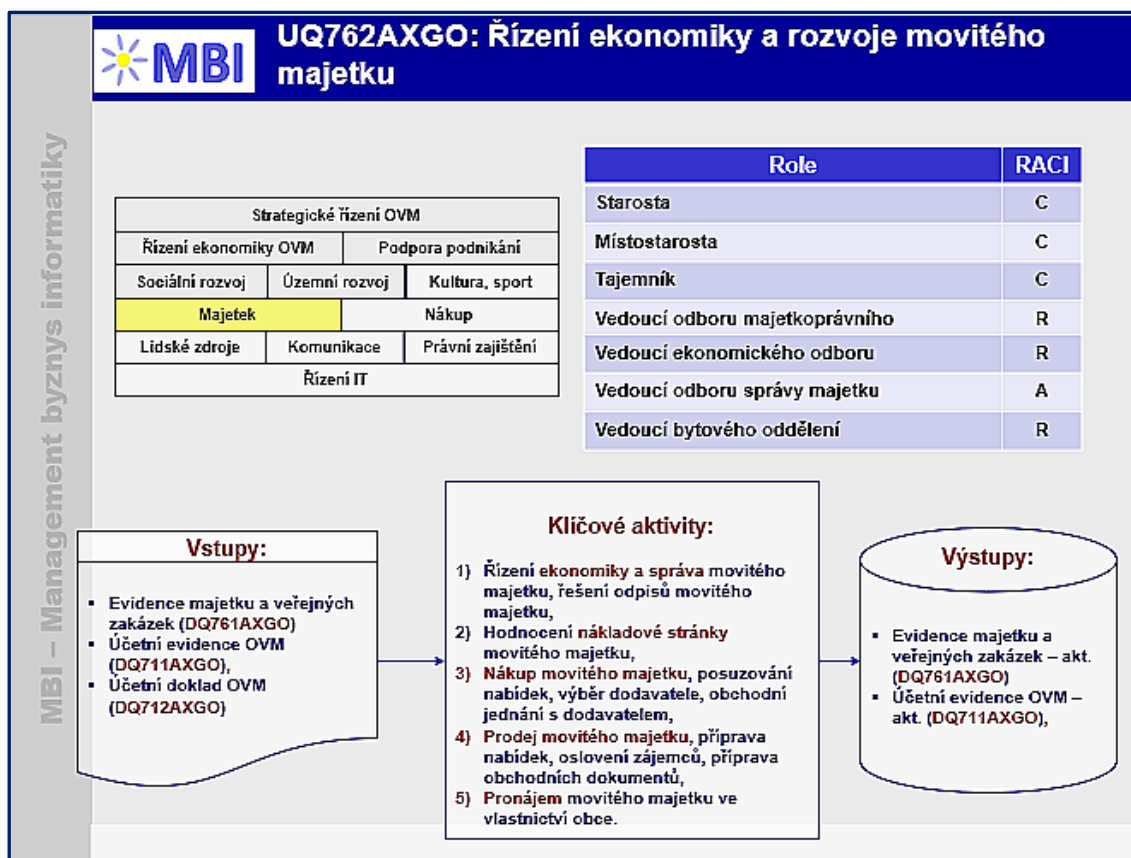 MBI
UQ762AXGO: Řízení ekonomiky a rozvoje movitého
majetku
MBI – Management byznys informatiky
Strategické řízení OVM
Řízení ekonomiky OVM
Podpora podnikání
Sociální rozvoj
Územní rozvoj
Kultura, sport
Majetek
Nákup
Lidské zdroje
Komunikace
Právní zajištění
Řízení IT
Role RACI
Starosta C
Místostarosta C
Tajemník C
Vedoucí odboru majetkoprávního R
Vedoucí ekonomického odboru R
Vedoucí odboru správy majetku A
Vedoucí bytového oddělení R
Vstupy:
▪ Evidence majetku a veřejných
zakázek (DQ761AXGO)
▪ Účetní evidence OVM
(DQ711AXGO),
▪ Účetní doklad OVM
(DQ712AXGO)
Klíčové aktivity:
1) Řízení ekonomiky a správa movitého
majetku, řešení odpisů movitého
majetku,
2) Hodnocení nákladové stránky
movitého majetku,
3) Nákup movitého majetku, posuzování
nabídek, výběr dodavatele, obchodní
jednání s dodavatelem,
4) Prodej movitého majetku, příprava
nabídek, oslovení zájemců, příprava
obchodních dokumentů,
5) Pronájem movitého majetku ve
vlastnictví obce.
Výstupy:
▪ Evidence majetku a
veřejných zakázek – akt.
(DQ761AXGO)
▪ Účetní evidence OVM –
akt. (DQ711AXGO),